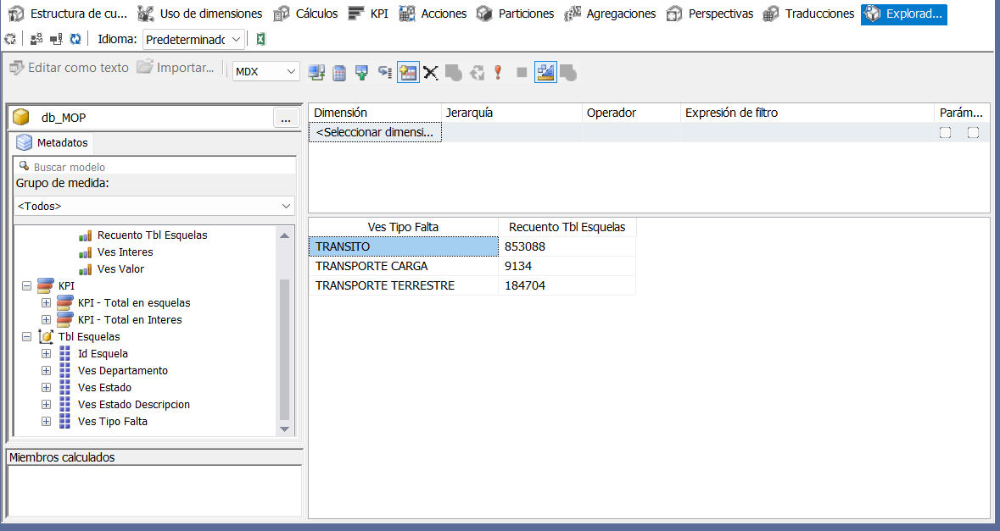 Estructura de cu... Uso de dimensiones Cálculos KPI Acciones Particiones Agregaciones Perspectivas Traducciones Explorad...
Idioma: Predeterminado
Editar como texto Importar... MDX
db_MOP ...
Metadatos
Buscar modelo
Grupo de medida:
<Todos>
Recuento Tbl Esquelas
Ves Interes
Ves Valor
KPI
KPI - Total en esquelas
KPI - Total en Interes
Tbl Esquelas
Id Esquela
Ves Departamento
Ves Estado
Ves Estado Descripcion
Ves Tipo Falta
Miembros calculados
Dimensión Jerarquía Operador Expresión de filtro Parám...
<Seleccionar dimensi...
Ves Tipo Falta Recuento Tbl Esquelas
TRANSITO 853088
TRANSPORTE CARGA 9134
TRANSPORTE TERRESTRE 184704